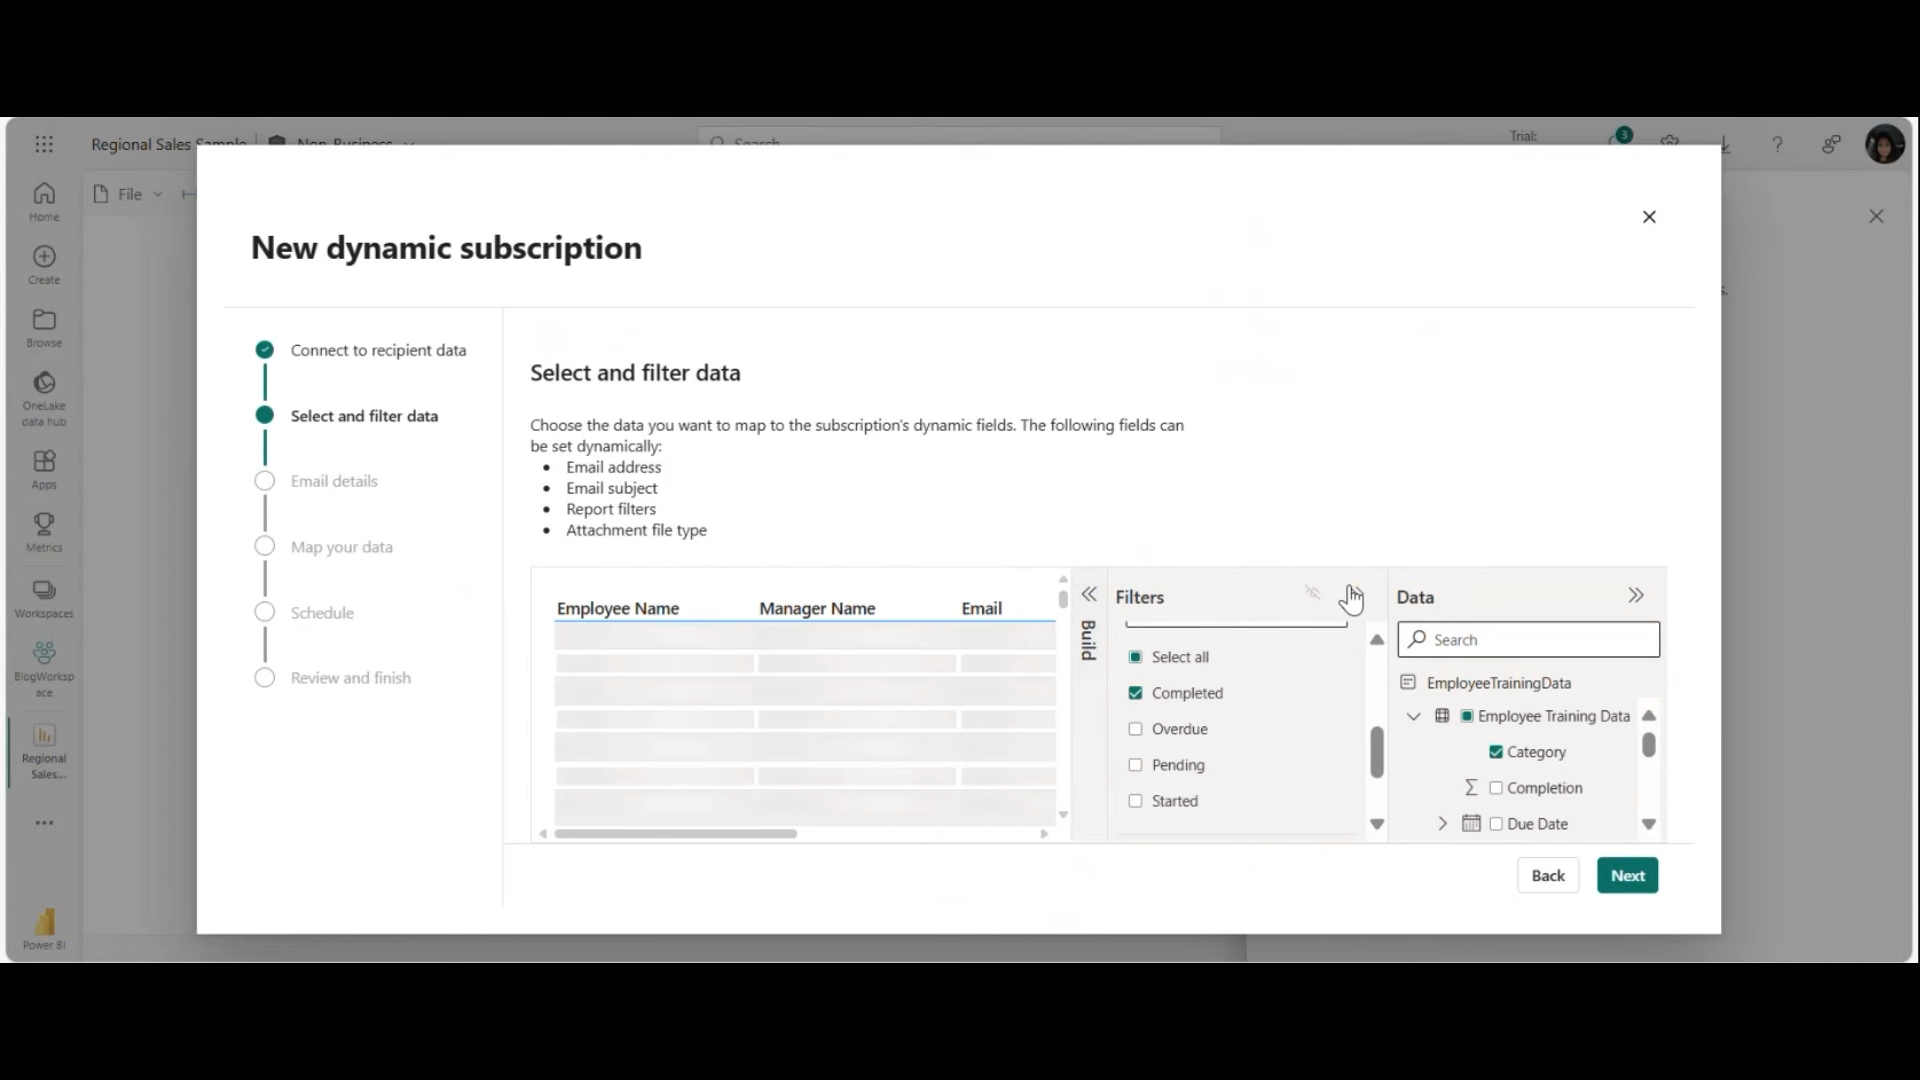 Regional Sales Sample
Non-Business
Search
Trial:
3
File
Home
Create
Browse
OneLake
data hub
Apps
Metrics
Workspaces
BlogWorksp
ace
Regional
Sales...
Power BI
New dynamic subscription
Connect to recipient data
Select and filter data
Email details
Map your data
Schedule
Review and finish
Select and filter data
Choose the data you want to map to the subscription's dynamic fields. The following fields can
be set dynamically:
• Email address
• Email subject
• Report filters
• Attachment file type
Employee Name Manager Name Email
Build
Filters
Select all
Completed
Overdue
Pending
Started
Data
Search
EmployeeTrainingData
Employee Training Data
Category
Completion
Due Date
Back
Next